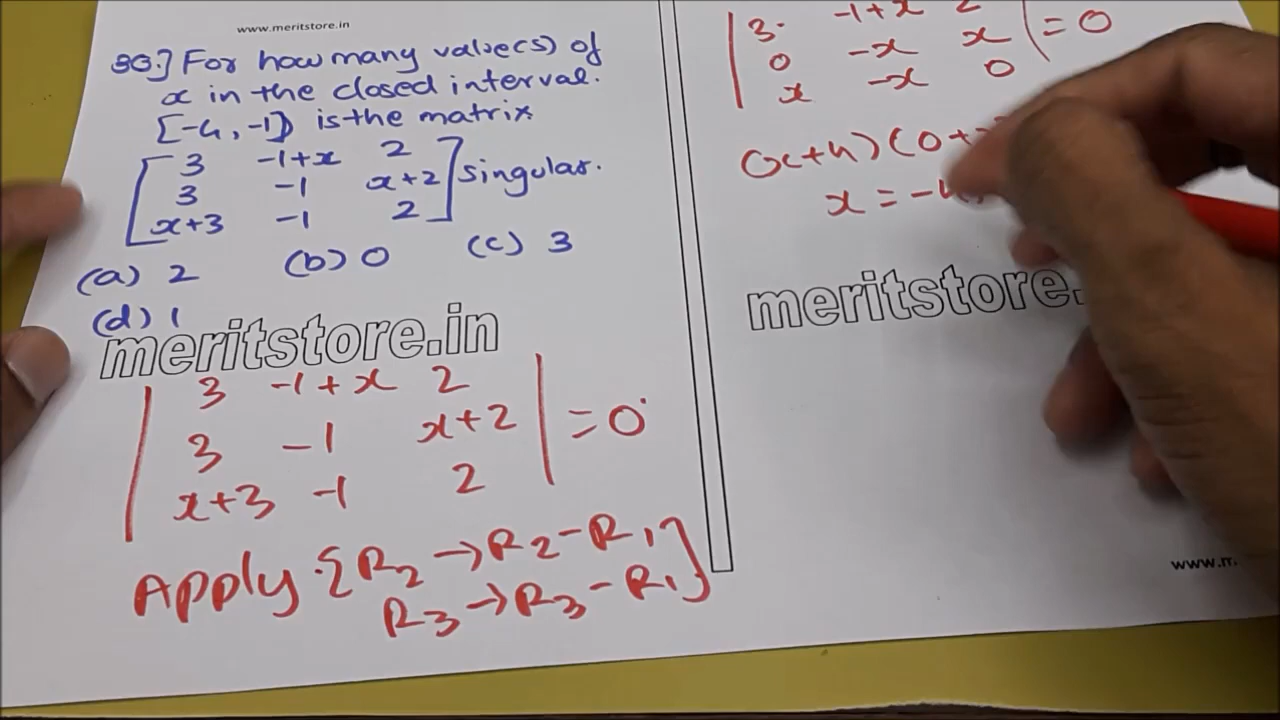 www.meritstore.in
30.] For how many value(s) of
x in the closed interval.
[-4, -1] is the matrix
3 -1+x 2
3 -1 x+2 singular.
x+3 -1 2
(a) 2 (b) 0 (c) 3
(d) 1
meritstore.in
3 -1+x 2
3 -1 x+2 = 0
x+3 -1 2
Apply {R2 → R2 - R1
R3 → R3 - R1}
3 -1+x 2
0 -x x = 0
x -x 0
(x+4)(0+
x = -4,
meritstore.
www.m